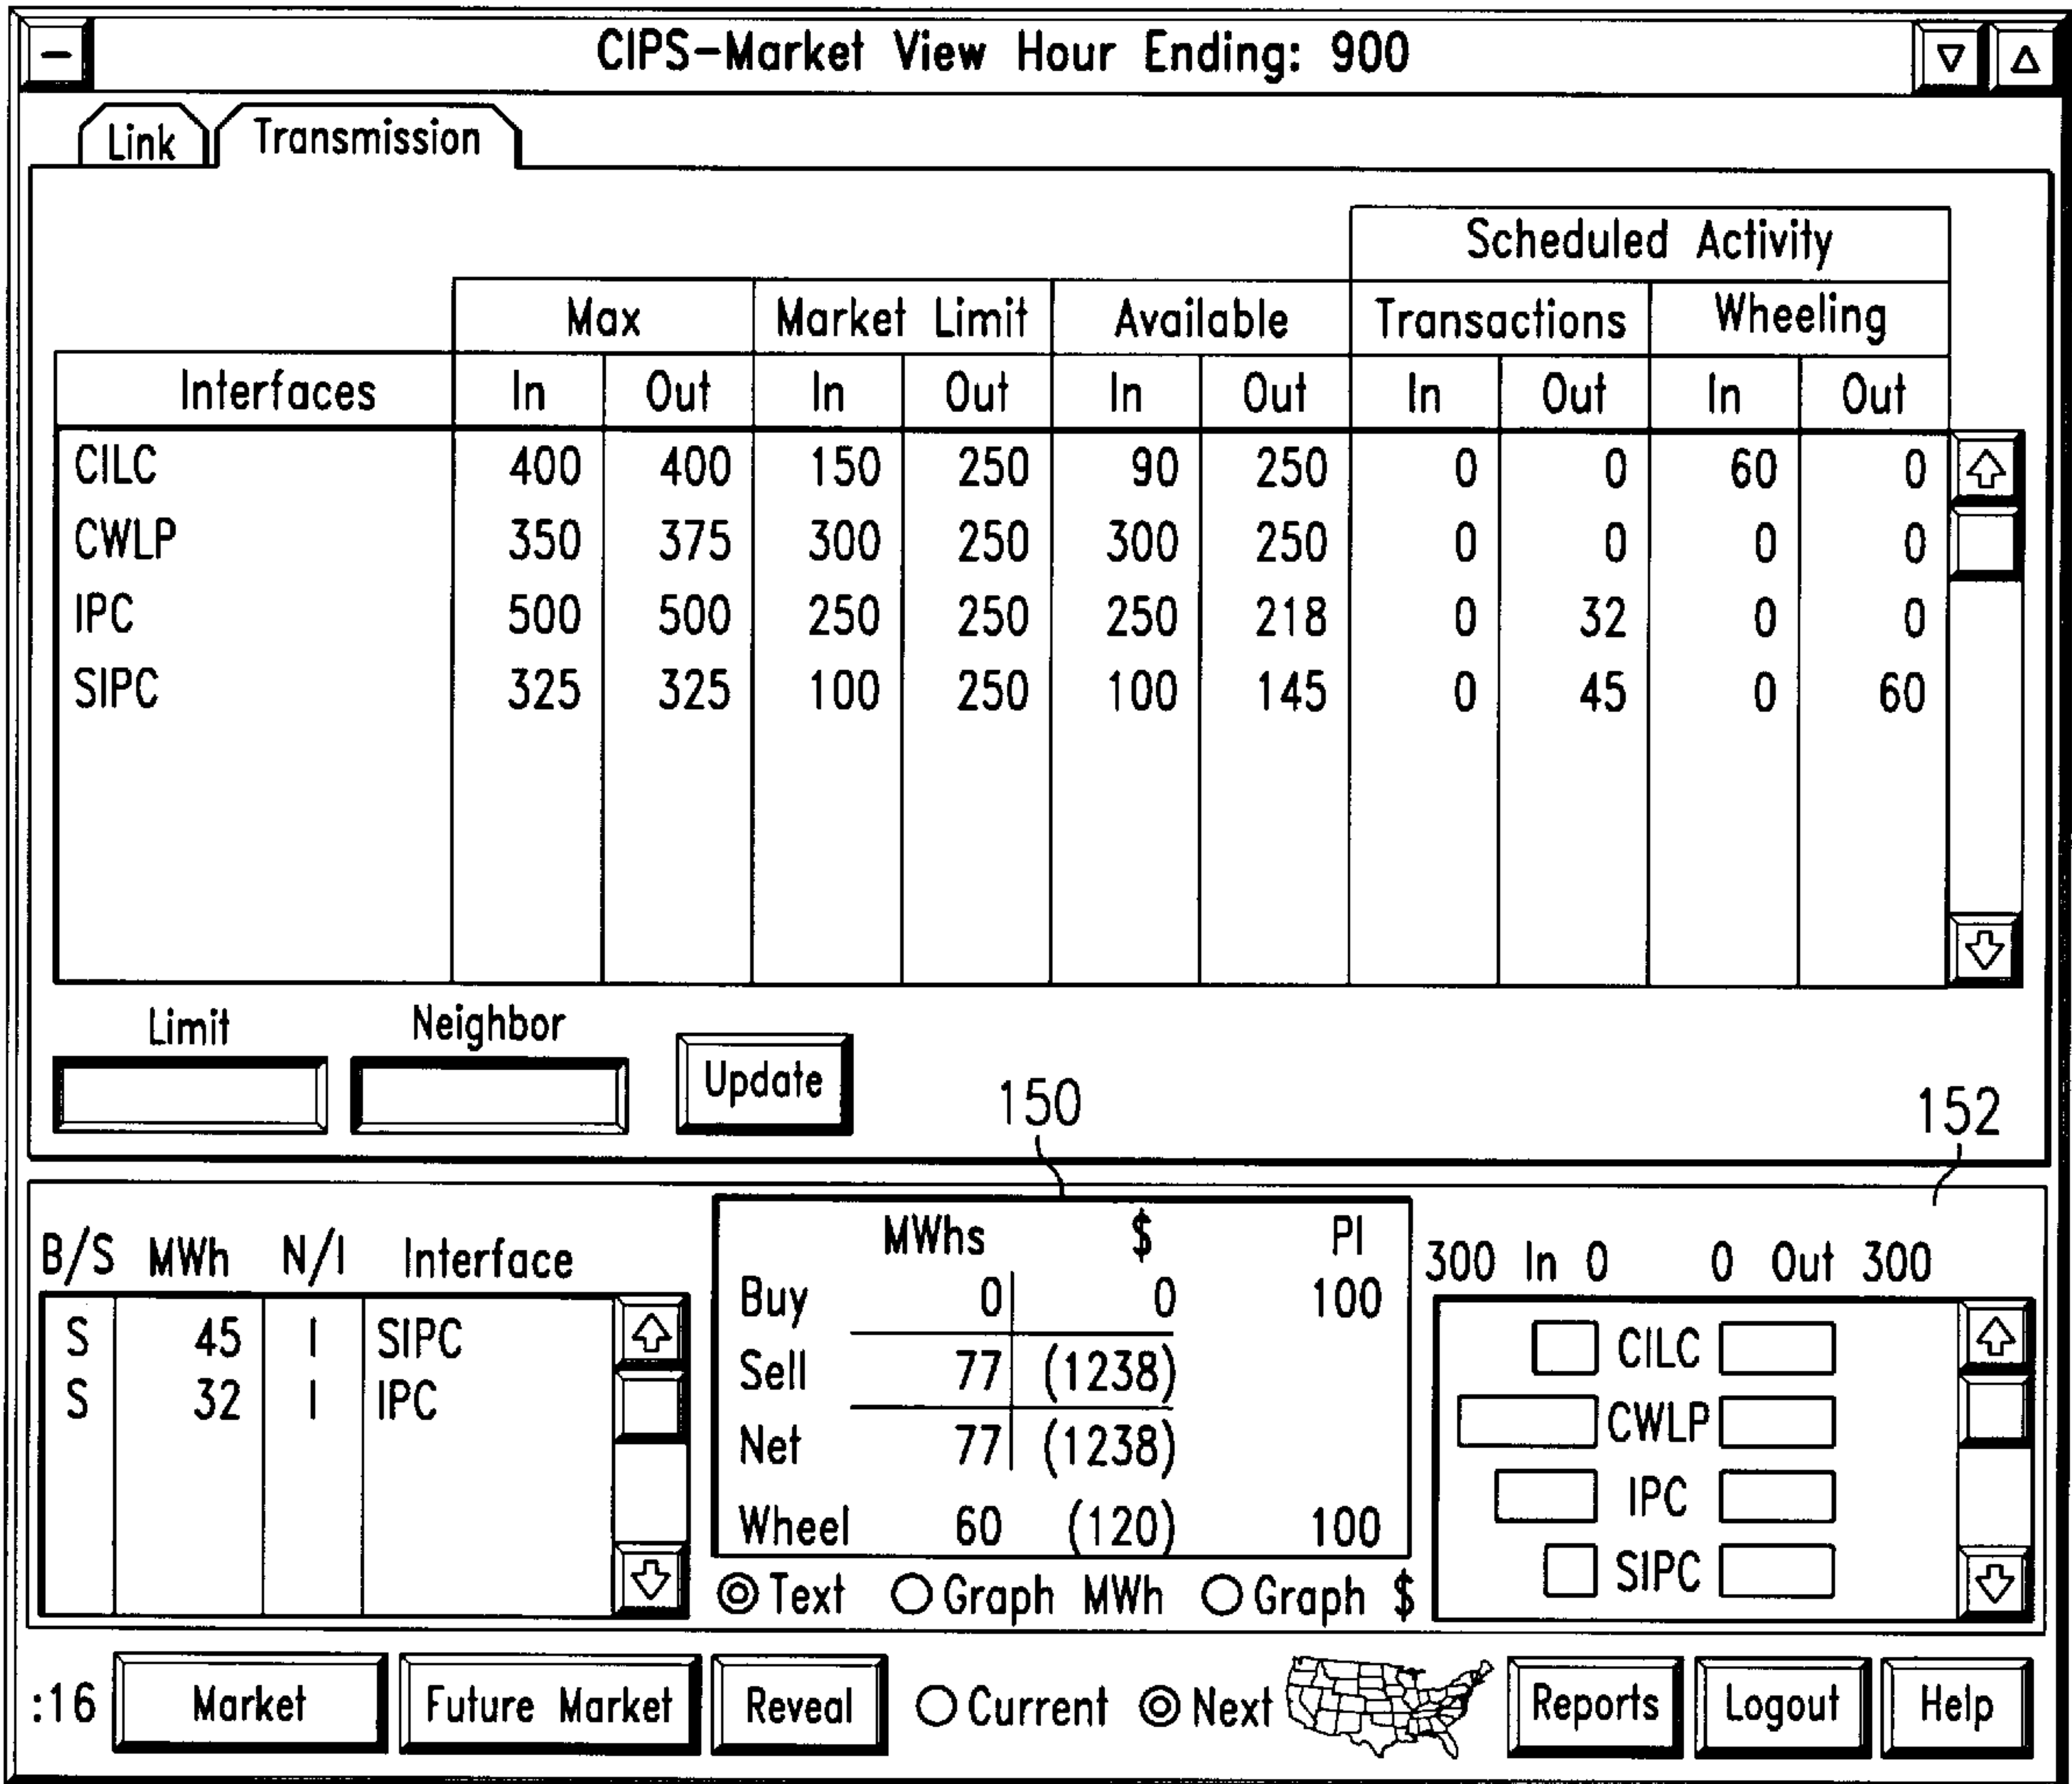 CIPS-Market View Hour Ending: 900
Link Transmission
Scheduled Activity
Max Market Limit Available Transactions Wheeling
Interfaces In Out In Out In Out In Out In Out
CILC 400 400 150 250 90 250 0 0 60 0
CWLP 350 375 300 250 300 250 0 0 0 0
IPC 500 500 250 250 250 218 0 32 0 0
SIPC 325 325 100 250 100 145 0 45 0 60
Limit Neighbor
Update
150
152
B/S MWh N/I Interface
S 45 I SIPC
S 32 I IPC
MWhs $ PI
Buy 0 0 100
Sell 77 (1238)
Net 77 (1238)
Wheel 60 (120) 100
Text Graph MWh Graph $
300 In 0 0 Out 300
CILC
CWLP
IPC
SIPC
:16 Market Future Market Reveal Current Next Reports Logout Help